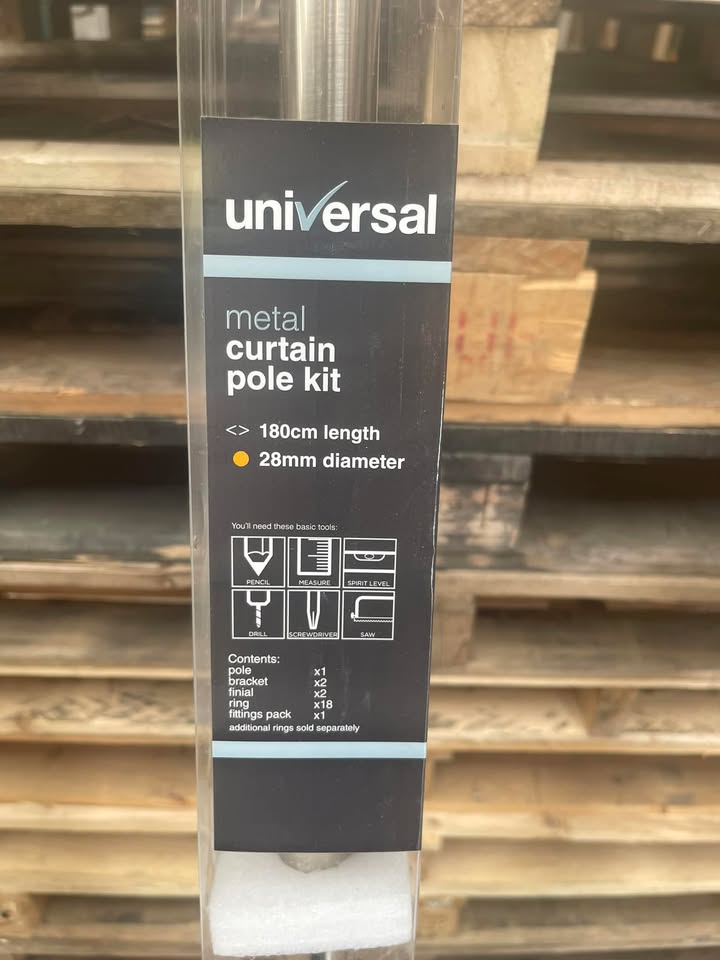 universal
metal
curtain
pole kit
<> 180cm length
28mm diameter
You'll need these basic tools:
PENCIL MEASURE SPIRIT LEVEL
DRILL SCREWDRIVER SAW
Contents:
pole x1
bracket x2
finial x2
ring x18
fittings pack x1
additional rings sold separately